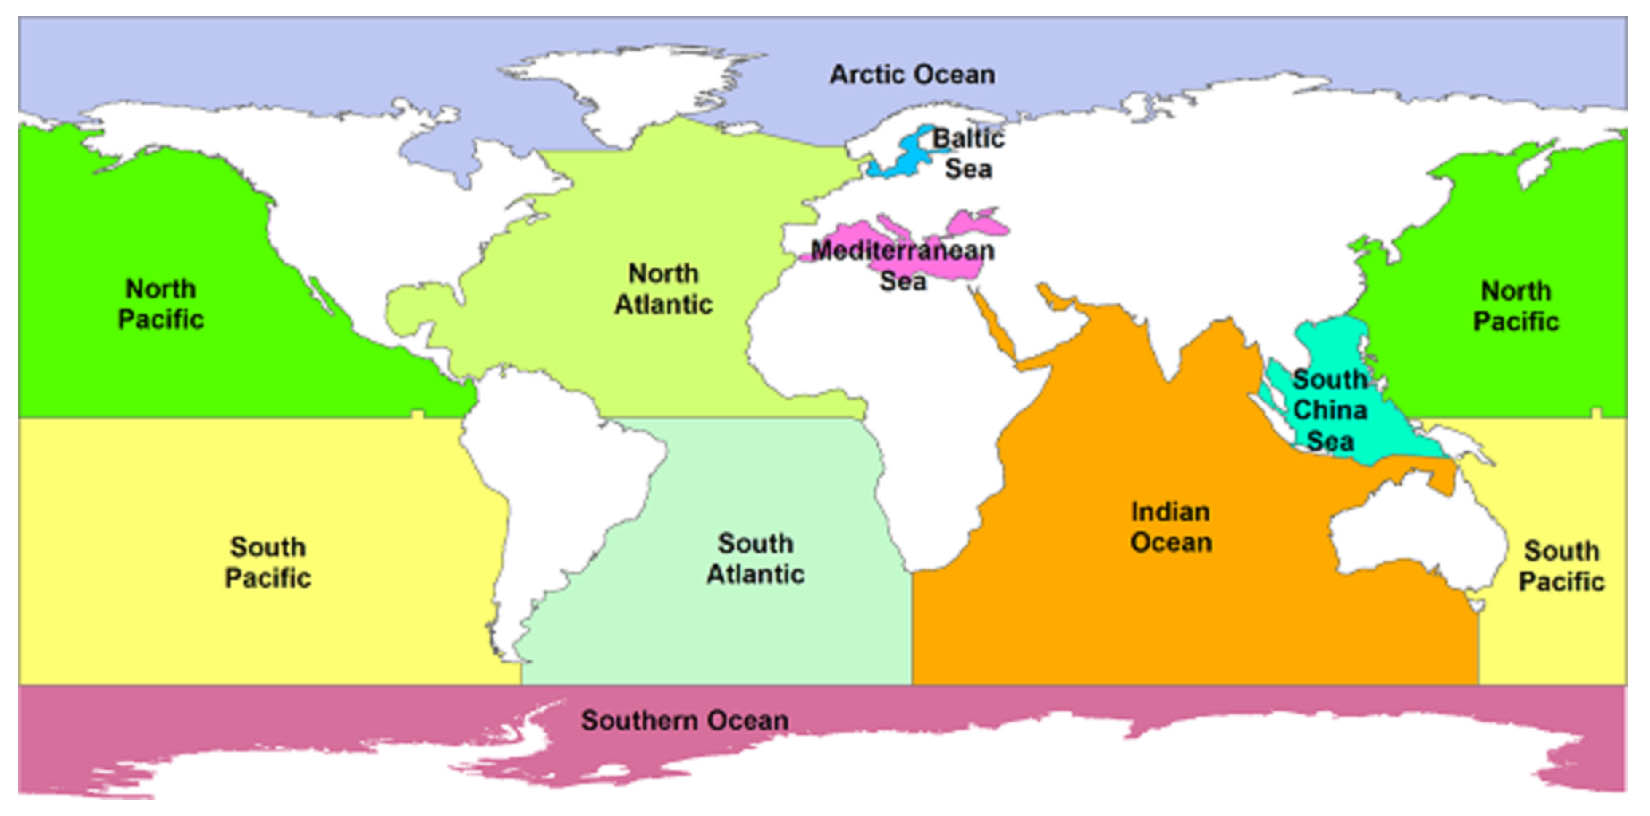 Arctic Ocean
Baltic
Sea
Mediterranean
Sea
North
Atlantic
North
Pacific
North
Pacific
South
China
Sea
Indian
Ocean
South
Pacific
South
Atlantic
South
Pacific
Southern Ocean